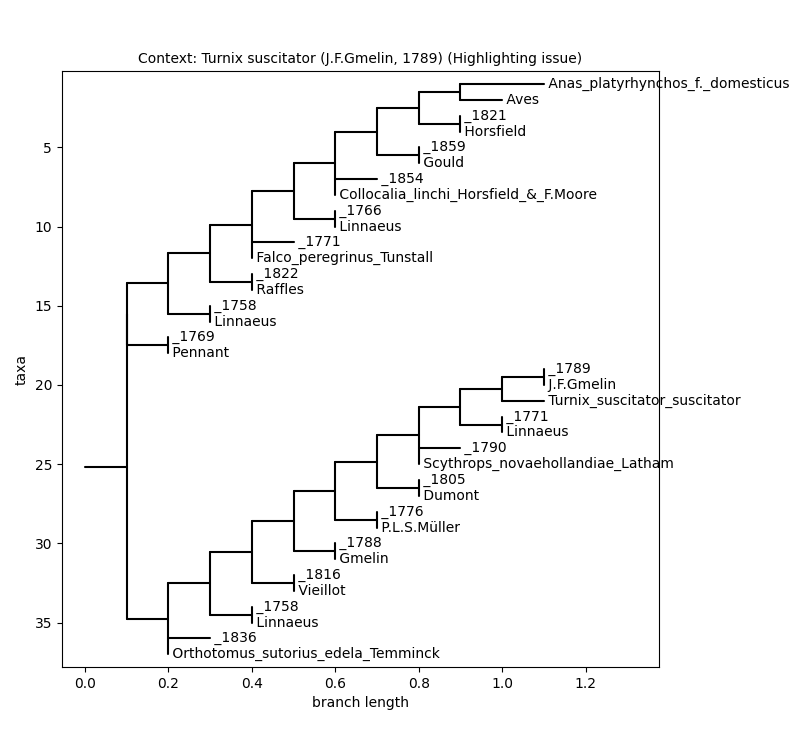 Context: Turnix suscitator (J.F.Gmelin, 1789) (Highlighting issue)
Anas_platyrhynchos_f._domesticus
Aves
_1821
Horsfield
_1859
Gould
_1854
Collocalia_linchi_Horsfield_&_F.Moore
_1766
Linnaeus
_1771
Falco_peregrinus_Tunstall
_1822
Raffles
_1758
Linnaeus
_1769
Pennant
_1789
J.F.Gmelin
Turnix_suscitator_suscitator
_1771
Linnaeus
_1790
Scythrops_novaehollandiae_Latham
_1805
Dumont
_1776
P.L.S.Müller
_1788
Gmelin
_1816
Vieillot
_1758
Linnaeus
_1836
Orthotomus_sutorius_edela_Temminck
5
10
15
20
25
30
35
taxa
0.0 0.2 0.4 0.6 0.8 1.0 1.2
branch length